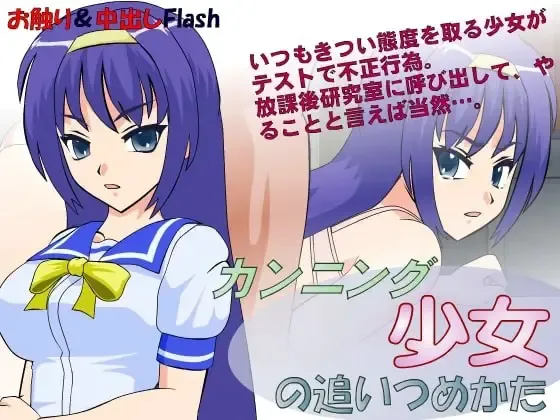 お触り&中出しFlash
いつもきつい態度を取る少女が
テストで不正行為。
放課後研究室に呼び出して、や
ることと言えば当然…。
カンニング
少女
の追いつめかた